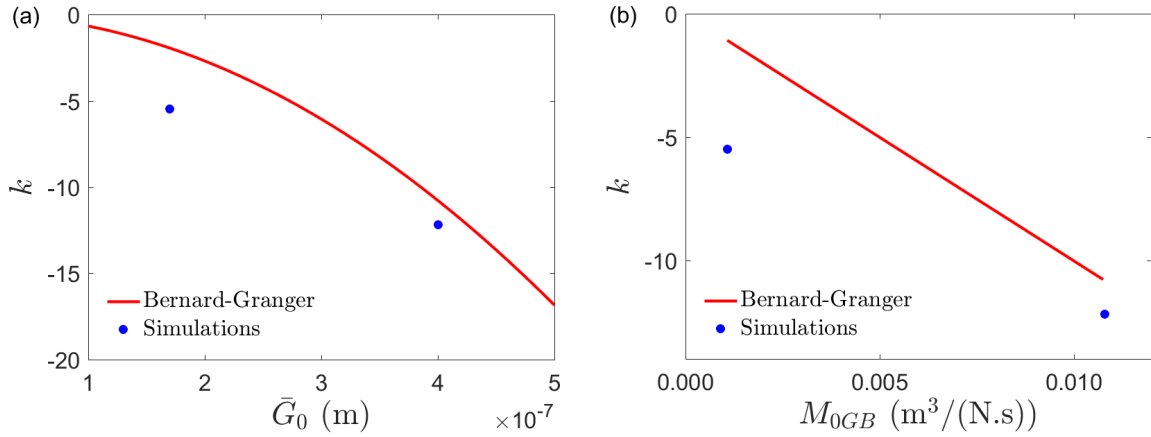 (a)
0
-5
-10
-15
-20
k
1
2
3
4
5
×10⁻⁷
Ḡ₀ (m)
Bernard-Granger
Simulations
(b)
0
-5
-10
k
0.000
0.005
0.010
M₀GB (m³/(N.s))
Bernard-Granger
Simulations